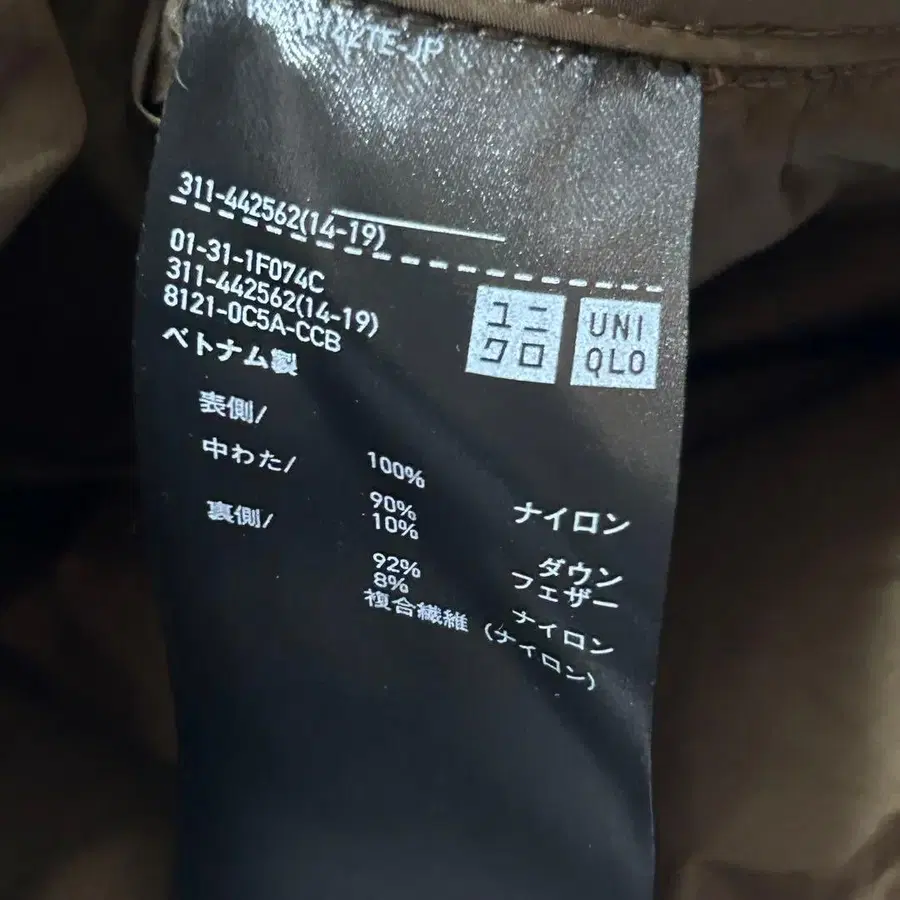 311-442562(14-19)
01-31-1F074C
311-442562(14-19)
8121-0C5A-CCB
ベトナム製
ユニ
クロ
UNI
QLO
表側/
100% ナイロン
中わた/
90% ダウン
10% フェザー
裏側/
92% ナイロン
8% 複合繊維 (ナイロン)